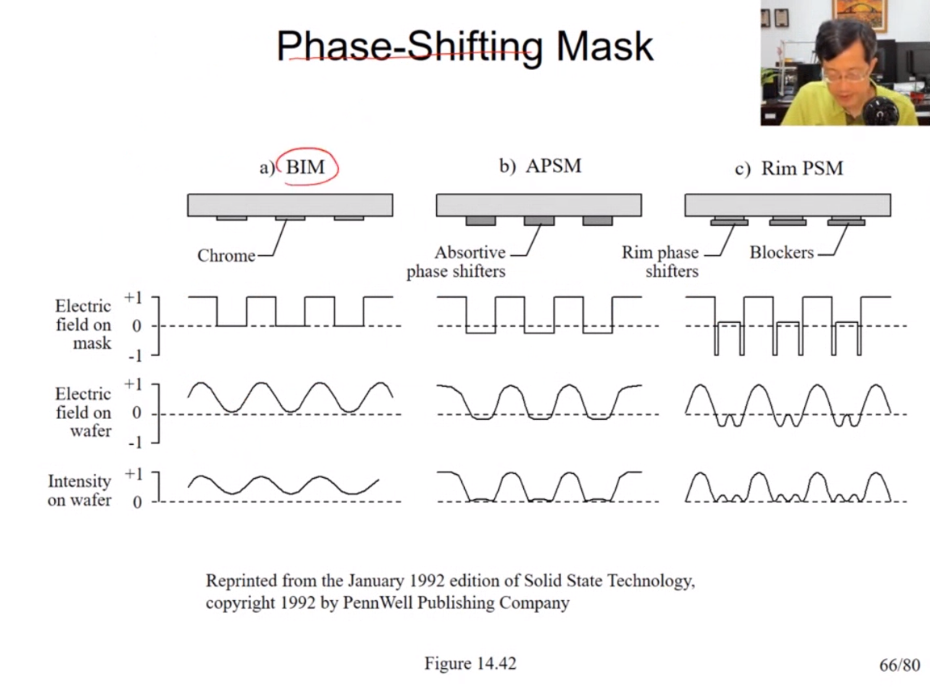 Phase-Shifting Mask
a) BIM
b) APSM
c) Rim PSM
Chrome
Absortive
phase shifters
Rim phase
shifters
Blockers
Electric
field on
mask
+1
0
-1
Electric
field on
wafer
+1
0
-1
Intensity
on wafer
+1
0
Reprinted from the January 1992 edition of Solid State Technology,
copyright 1992 by PennWell Publishing Company
Figure 14.42
66/80